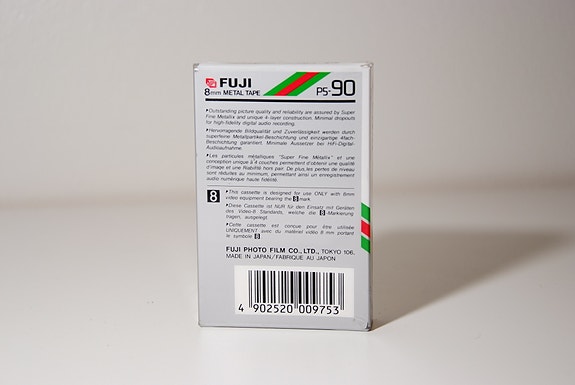 FUJI
8mm METAL TAPE PS-90
Outstanding picture quality and reliability are assured by Super
Fine Metallix and unique 4-layer construction. Minimal dropouts
for high-fidelity digital audio recording.
Hervorragende Bildqualität und Zuverlässigkeit werden durch
superfeine Metallpartikel-Beschichtung und einzigartige 4fach-
Beschichtung garantiert. Minimale Aussetzer bei HiFi-Digital-
Audioaufnahme.
Les particules métalliques "Super Fine Metallix" et une
conception unique à 4 couches permettent d'obtenir une qualité
d'image et une fiabilité hors pair. De plus les pertes de niveau
sont réduites au minimum, permettant ainsi un enregistrement
audio numérique haute fidélité.
8 This cassette is designed for use ONLY with 8mm
video equipment bearing the 8 mark.
Diese Cassette ist NUR für den Einsatz mit Geräten
des Video-8 Standards, welche die 8-Markierung
tragen, ausgelegt.
Cette cassette est conçue pour être utilisée
UNIQUEMENT avec du matériel vidéo 8 mm portant
le symbole 8.
FUJI PHOTO FILM CO., LTD., TOKYO 106,
MADE IN JAPAN/FABRIQUE AU JAPON
4 902520 009753